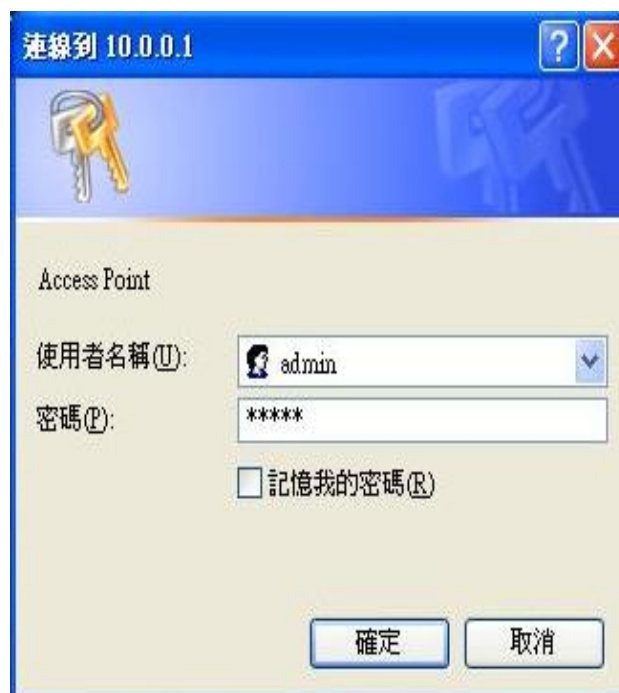 連線到 10.0.0.1
Access Point
使用者名稱(U):
admin
密碼(P):
*****
記憶我的密碼(R)
確定
取消